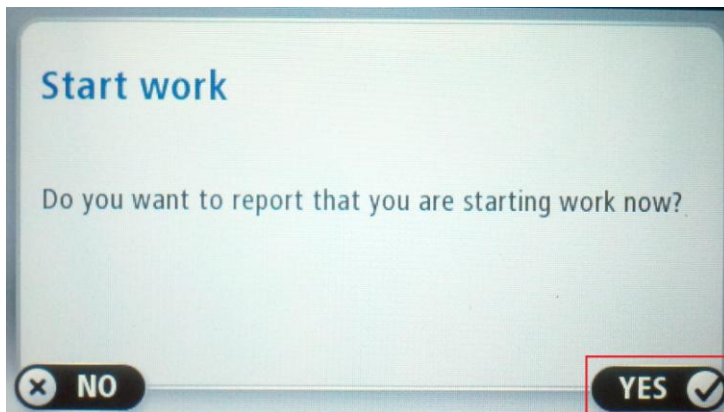 Start work
Do you want to report that you are starting work now?
NO
YES